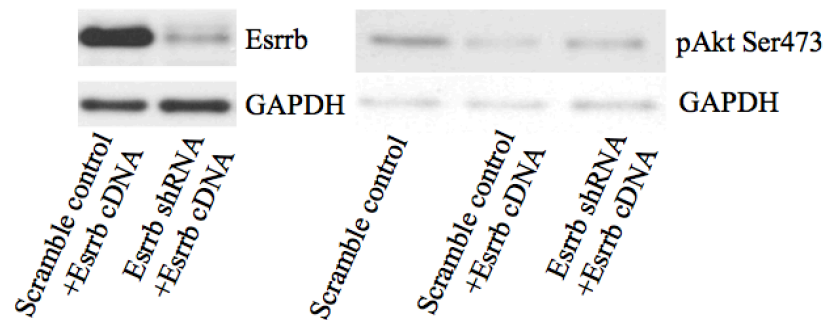 Esrrb
GAPDH
Scramble control
+Esrrb cDNA
Esrrb shRNA
+Esrrb cDNA
pAkt Ser473
GAPDH
Scramble control
Scramble control
+Esrrb cDNA
Esrrb shRNA
+Esrrb cDNA